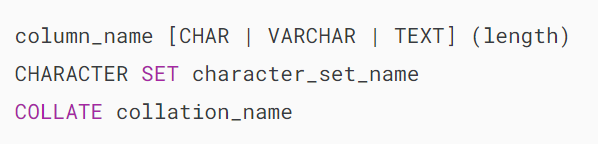 column_name [CHAR | VARCHAR | TEXT] (length)
CHARACTER SET character_set_name
COLLATE collation_name